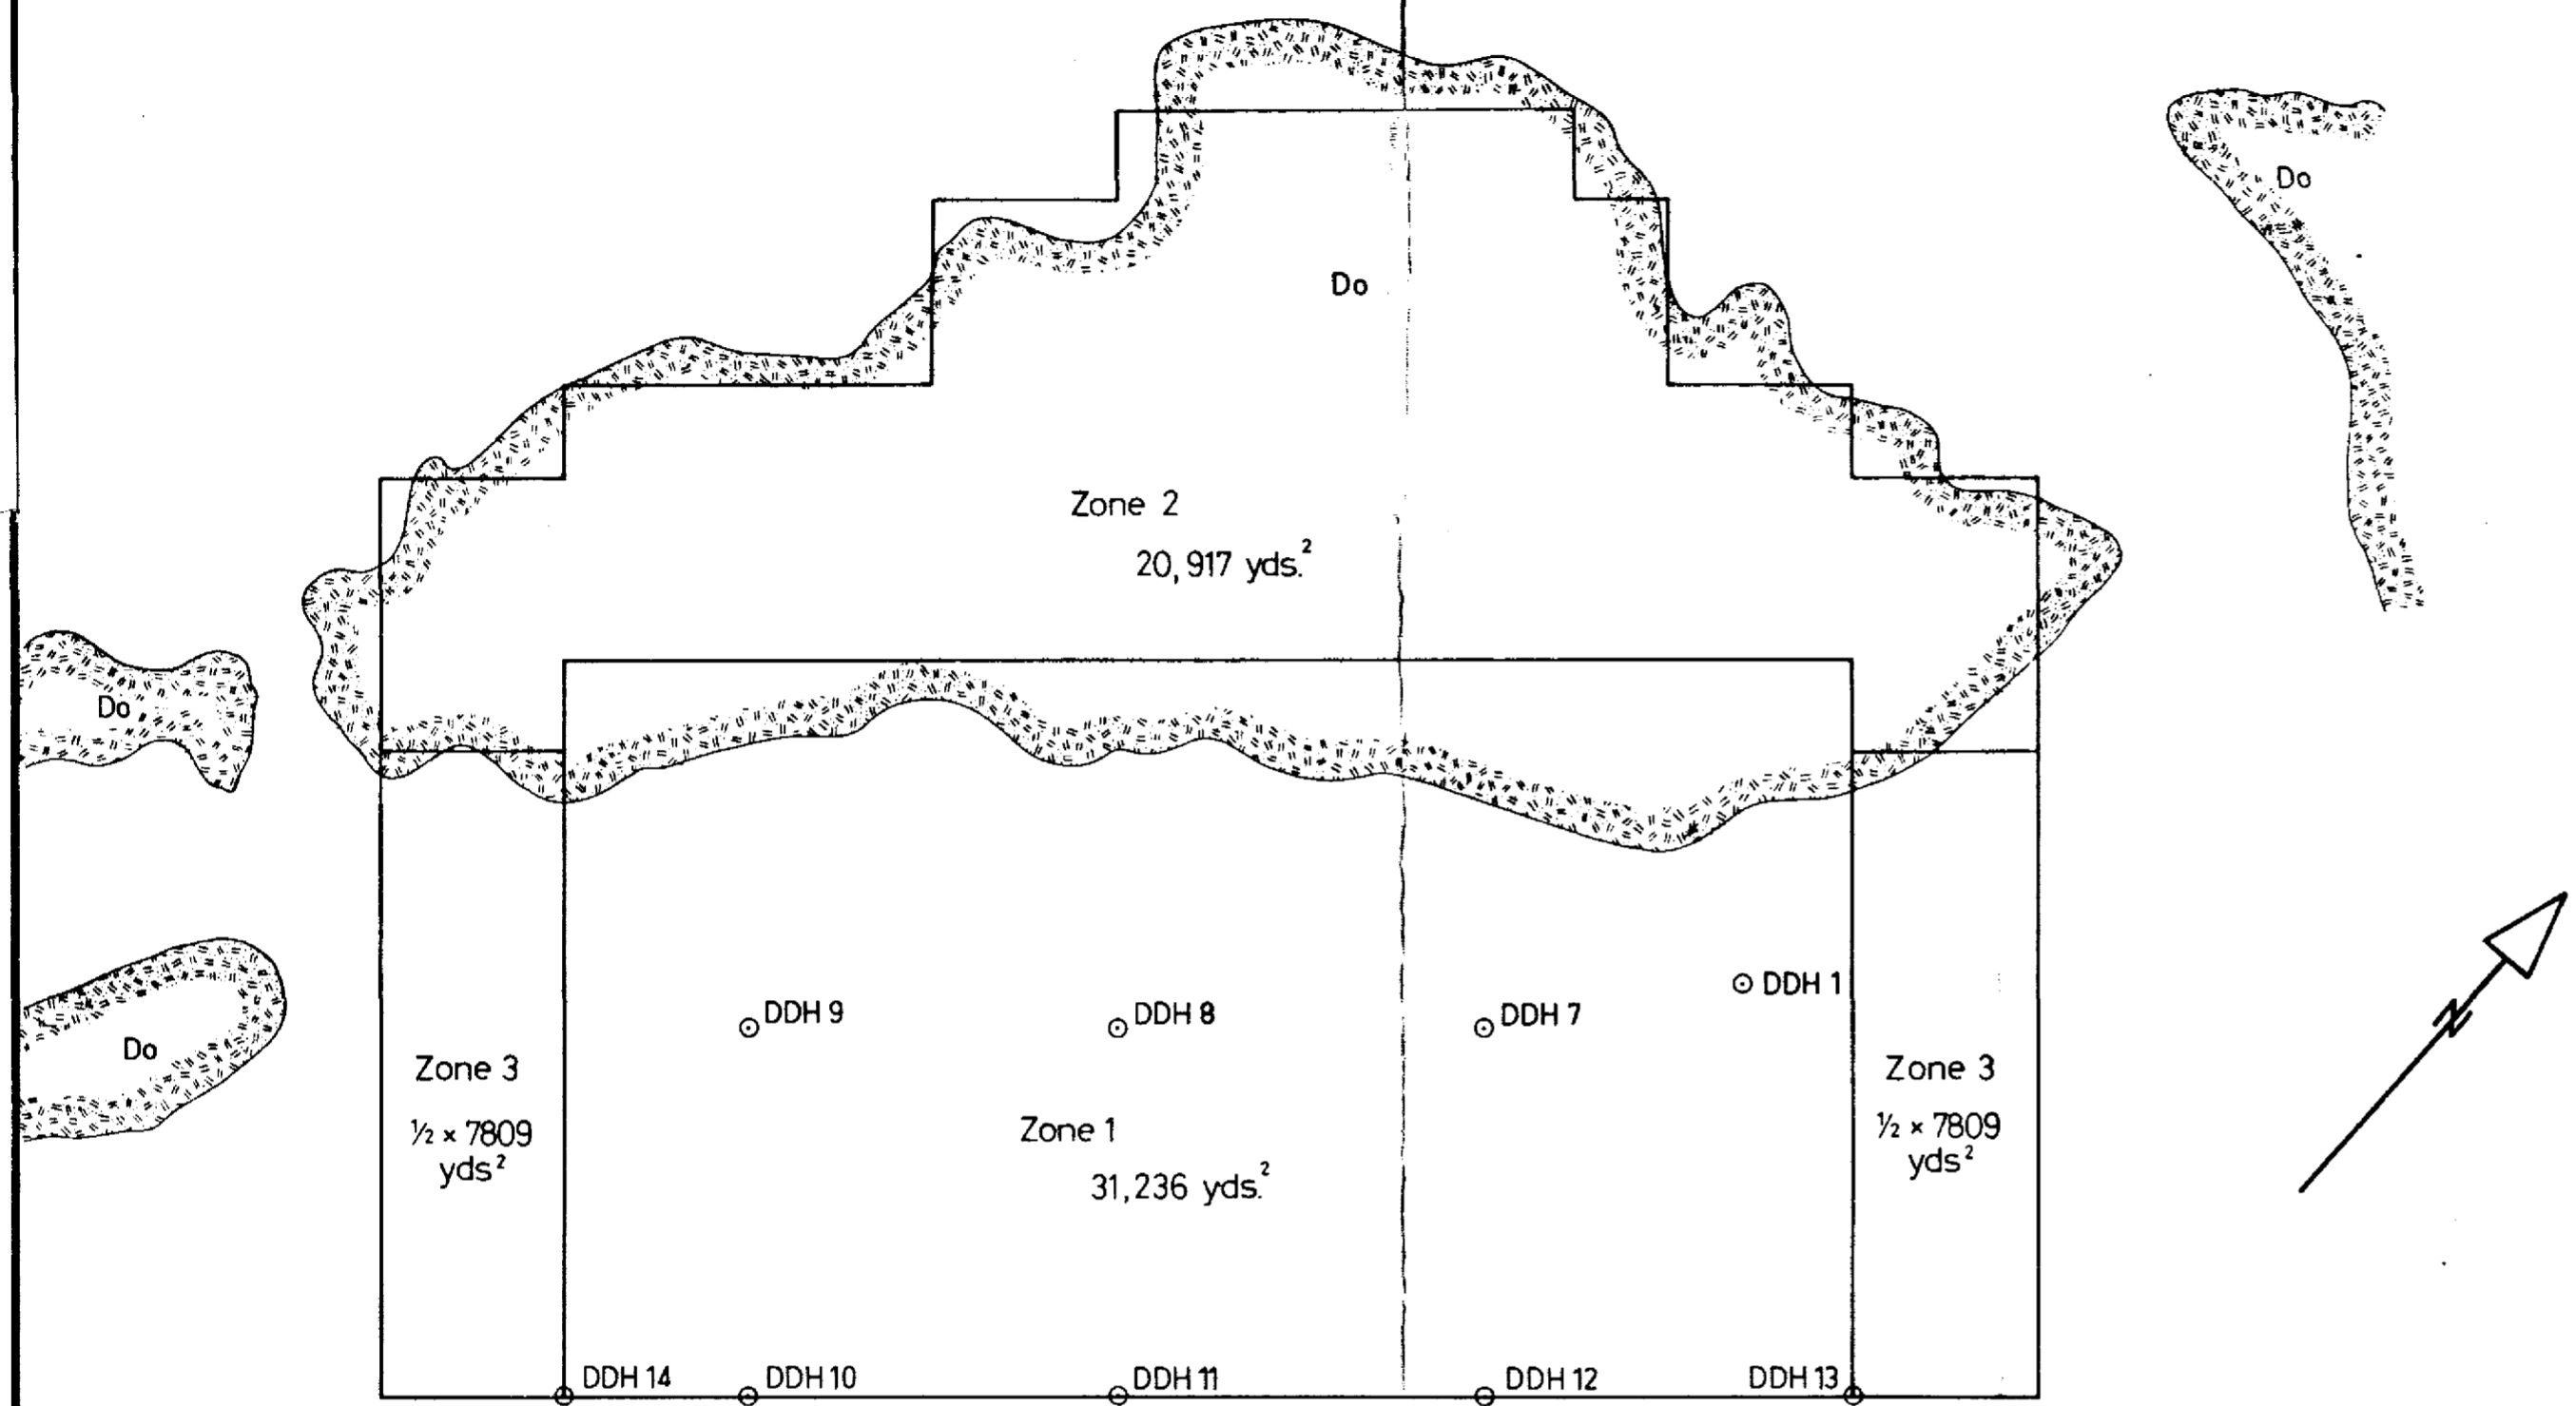 Do
Do
Zone 2
20,917 yds.²
Do
DDH 1
DDH 9
DDH 8
DDH 7
Do
Zone 3
½ × 7809
yds²
Zone 1
31,236 yds.²
Zone 3
½ × 7809
yds²
N
DDH 14
DDH 10
DDH 11
DDH 12
DDH 13